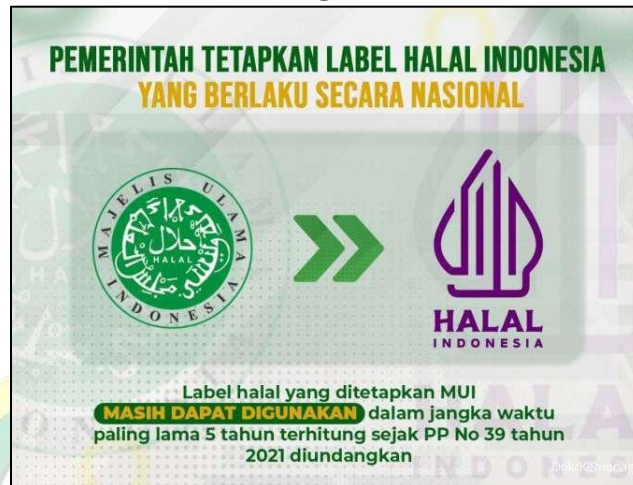 PEMERINTAH TETAPKAN LABEL HALAL INDONESIA
YANG BERLAKU SECARA NASIONAL
MAJELIS ULAMA INDONESIA
حلال
HALAL
HALAL
INDONESIA
Label halal yang ditetapkan MUI
MASIH DAPAT DIGUNAKAN dalam jangka waktu
paling lama 5 tahun terhitung sejak PP No 39 tahun
2021 diundangkan